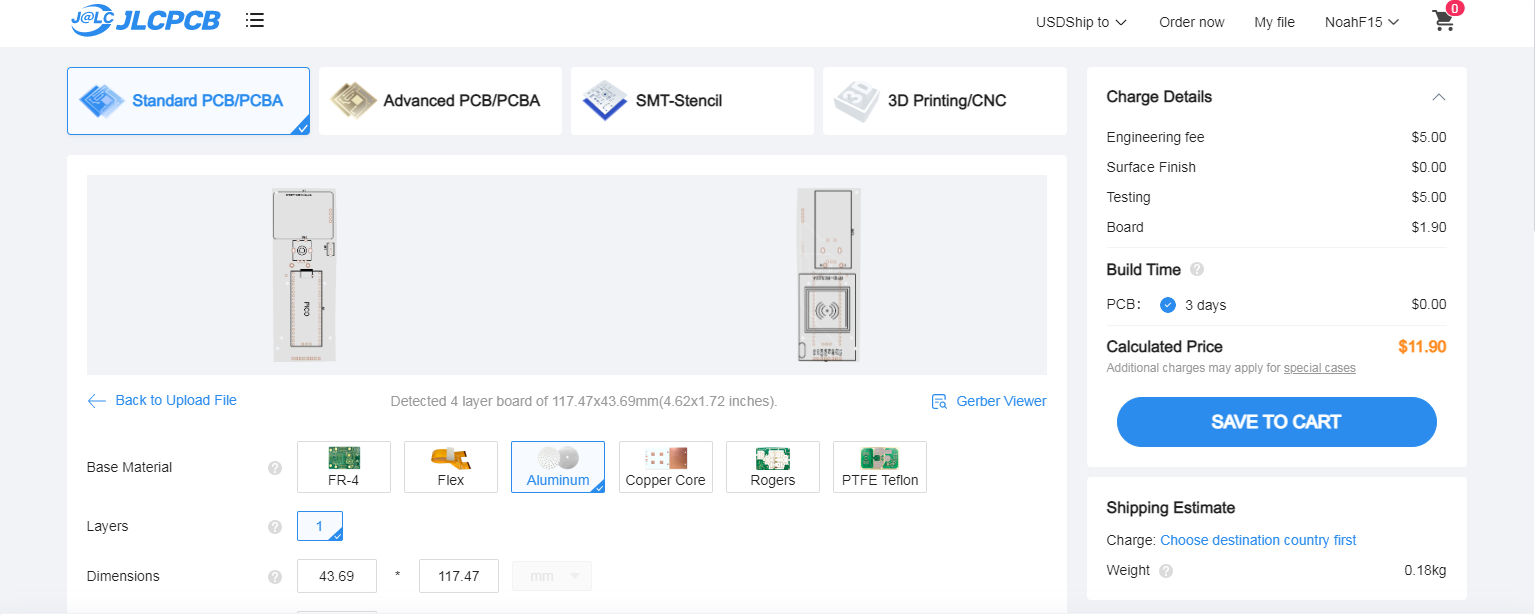 J@LC JLCPCB
USDShip to
Order now
My file
NoahF15
0
Standard PCB/PCBA
Advanced PCB/PCBA
SMT-Stencil
3D Printing/CNC
PICO
Back to Upload File
Detected 4 layer board of 117.47x43.69mm(4.62x1.72 inches).
Gerber Viewer
Base Material ?
FR-4
Flex
Aluminum
Copper Core
Rogers
PTFE Teflon
Layers ? 1
Dimensions ? 43.69 * 117.47 mm
Charge Details
Engineering fee $5.00
Surface Finish $0.00
Testing $5.00
Board $1.90
Build Time ?
PCB: 3 days $0.00
Calculated Price $11.90
Additional charges may apply for special cases
SAVE TO CART
Shipping Estimate
Charge: Choose destination country first
Weight ? 0.18kg